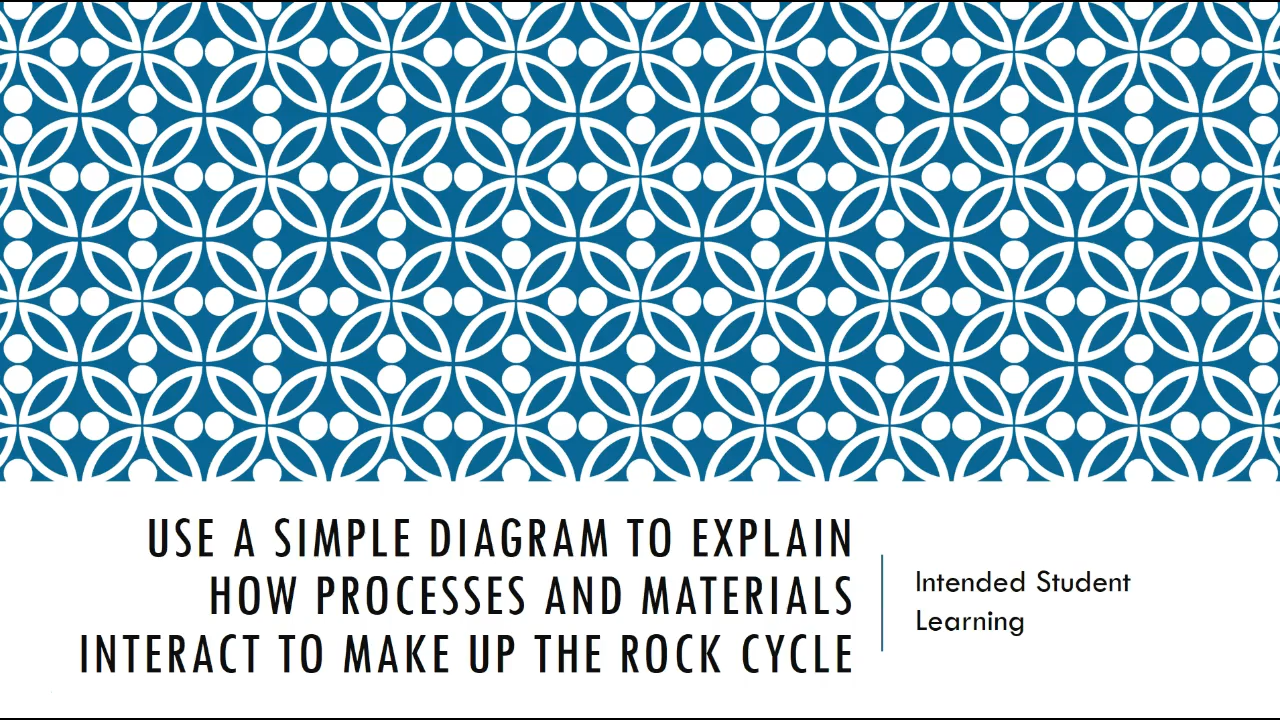 USE A SIMPLE DIAGRAM TO EXPLAIN
HOW PROCESSES AND MATERIALS
INTERACT TO MAKE UP THE ROCK CYCLE
Intended Student
Learning